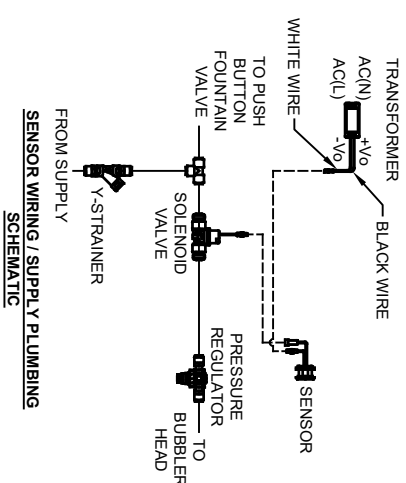 TRANSFORMER
AC(N) +Vo
AC(L) -Vo
BLACK WIRE
WHITE WIRE
SENSOR
TO PUSH
BUTTON
FOUNTAIN
VALVE
SOLENOID
VALVE
PRESSURE
REGULATOR
TO
BUBBLER
HEAD
Y-STRAINER
FROM SUPPLY
SENSOR WIRING / SUPPLY PLUMBING
SCHEMATIC